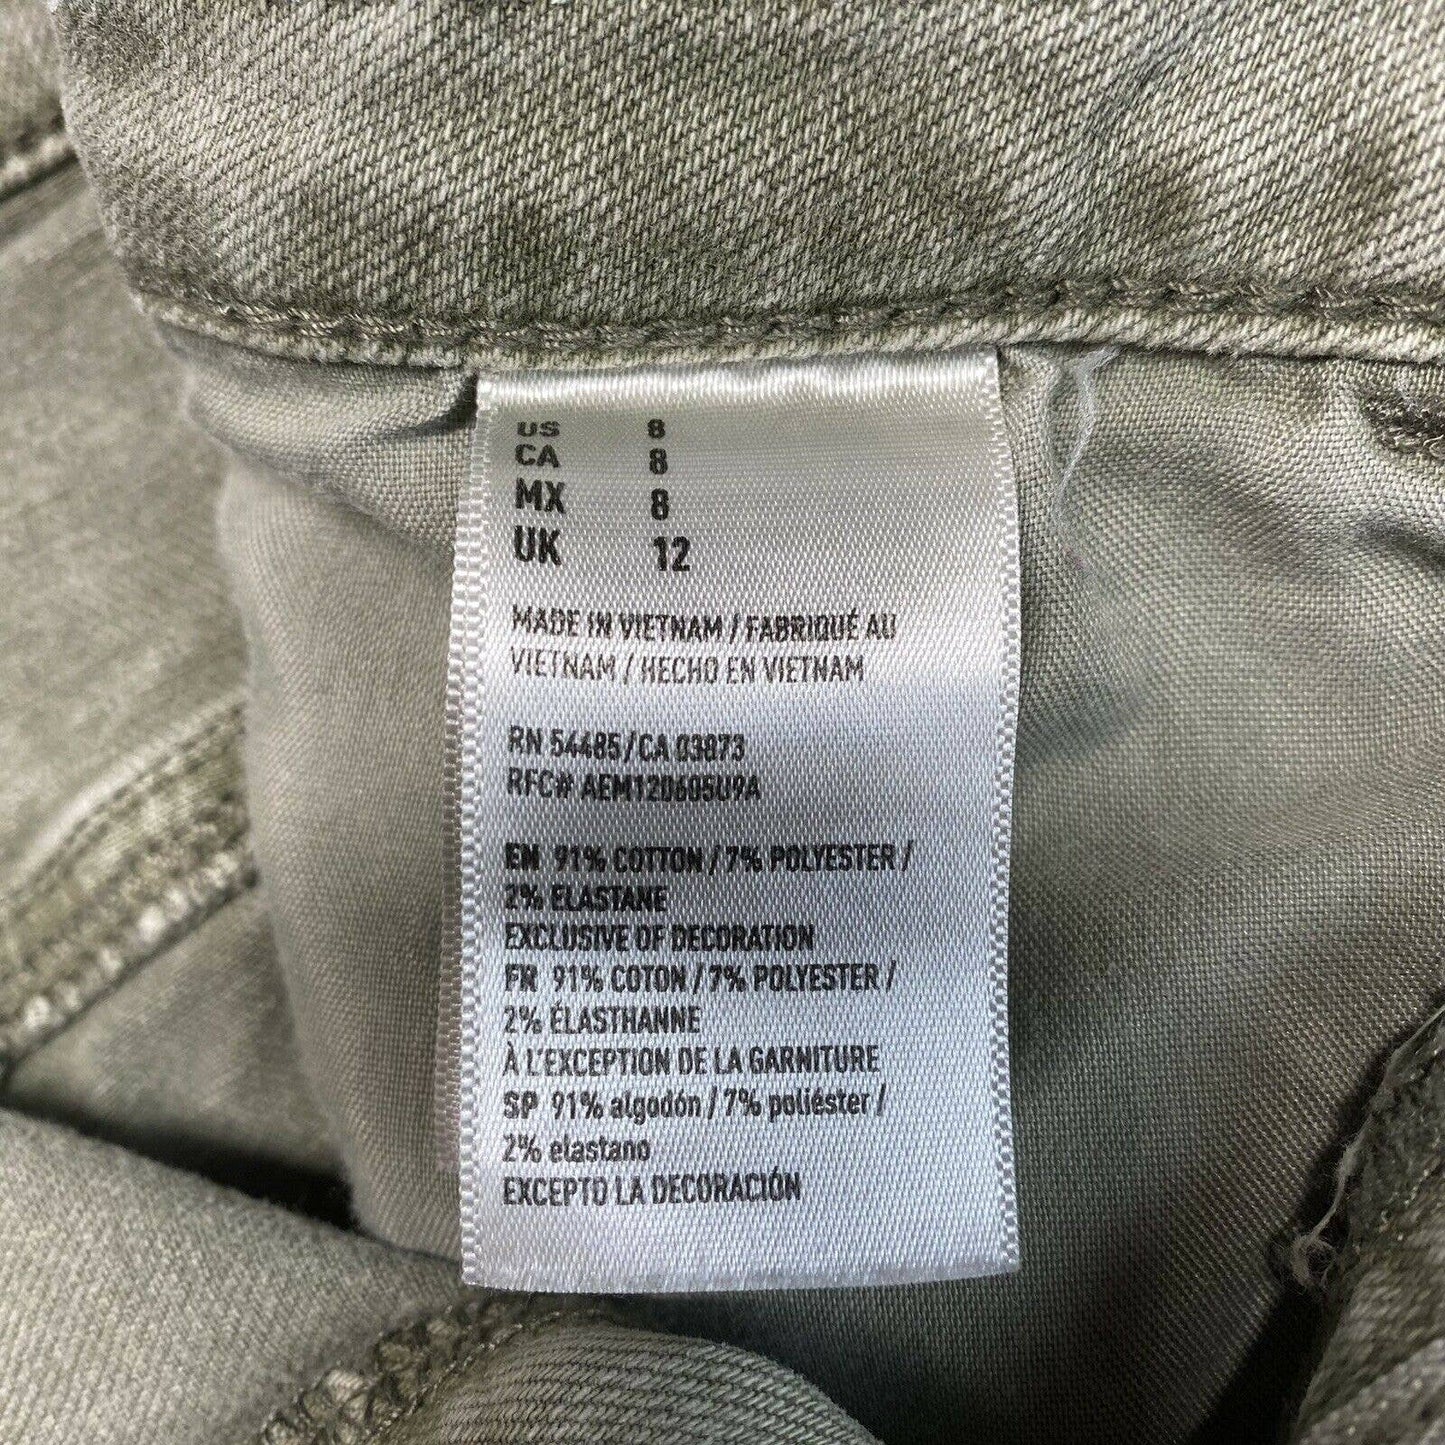 US 8
CA 8
MX 8
UK 12
MADE IN VIETNAM / FABRIQUÉ AU
VIETNAM / HECHO EN VIETNAM
RN 54485/CA 03873
RFC# AEM120605U9A
EN 91% COTTON / 7% POLYESTER /
2% ELASTANE
EXCLUSIVE OF DECORATION
FR 91% COTON / 7% POLYESTER /
2% ÉLASTHANNE
À L'EXCEPTION DE LA GARNITURE
SP 91% algodón / 7% poliéster /
2% elastano
EXCEPTO LA DECORACIÓN